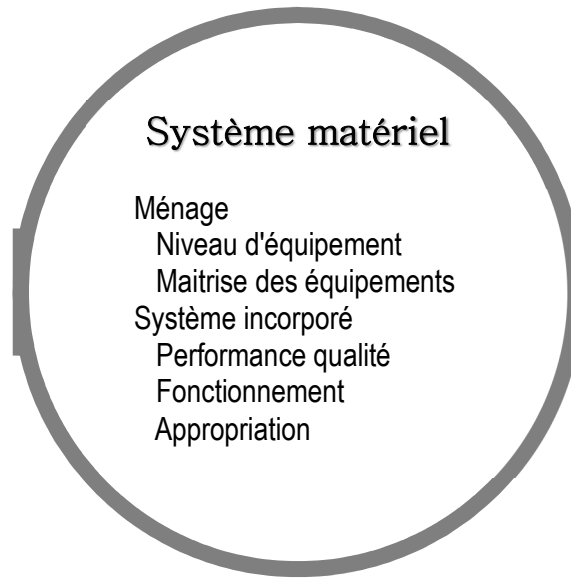 Système matériel
Ménage
Niveau d'équipement
Maitrise des équipements
Système incorporé
Performance qualité
Fonctionnement
Appropriation